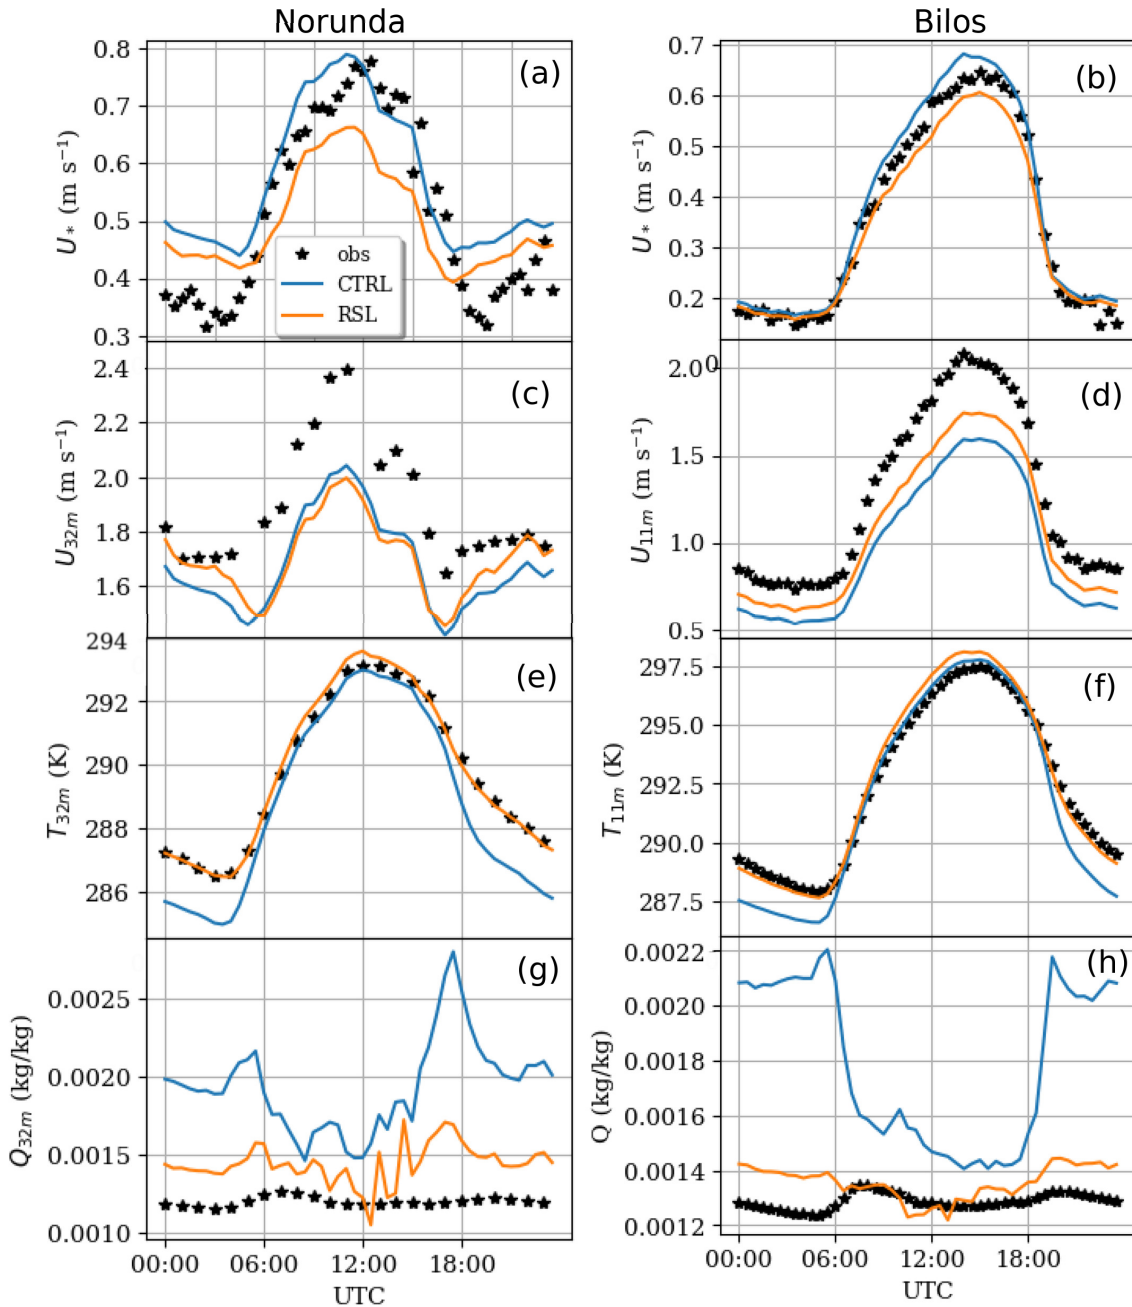 Norunda
Bilos
(a)
0.8
0.7
0.6
0.5
0.4
0.3
U* (m s⁻¹)
obs
CTRL
RSL
(b)
0.7
0.6
0.5
0.4
0.3
0.2
U* (m s⁻¹)
(c)
2.4
2.2
2.0
1.8
1.6
U32m (m s⁻¹)
(d)
2.00
1.5
1.0
0.5
U11m (m s⁻¹)
(e)
294
292
290
288
286
T32m (K)
(f)
297.5
295.0
292.5
290.0
287.5
T11m (K)
(g)
0.0025
0.0020
0.0015
0.0010
Q32m (kg/kg)
(h)
0.0022
0.0020
0.0018
0.0016
0.0014
0.0012
Q (kg/kg)
00:00 06:00 12:00 18:00
UTC
00:00 06:00 12:00 18:00
UTC